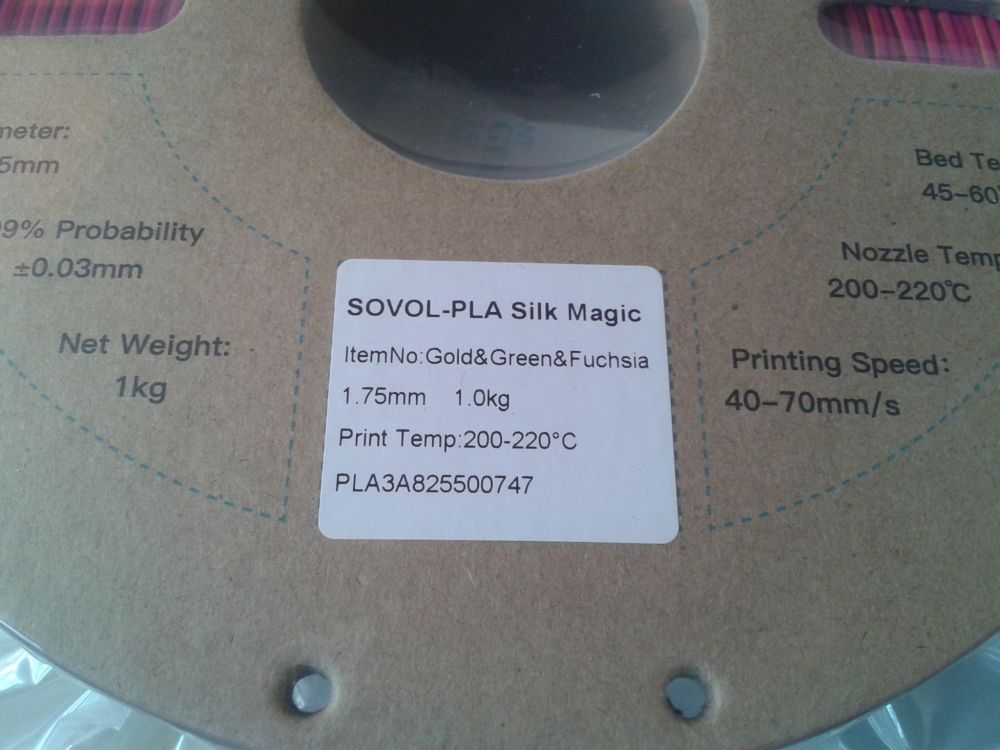 meter:
5mm
99% Probability
±0.03mm
Net Weight:
1kg
SOVOL-PLA Silk Magic
ItemNo:Gold&Green&Fuchsia
1.75mm 1.0kg
Print Temp:200-220°C
PLA3A825500747
Bed Te
45-60
Nozzle Temp
200-220℃
Printing Speed:
40-70mm/s